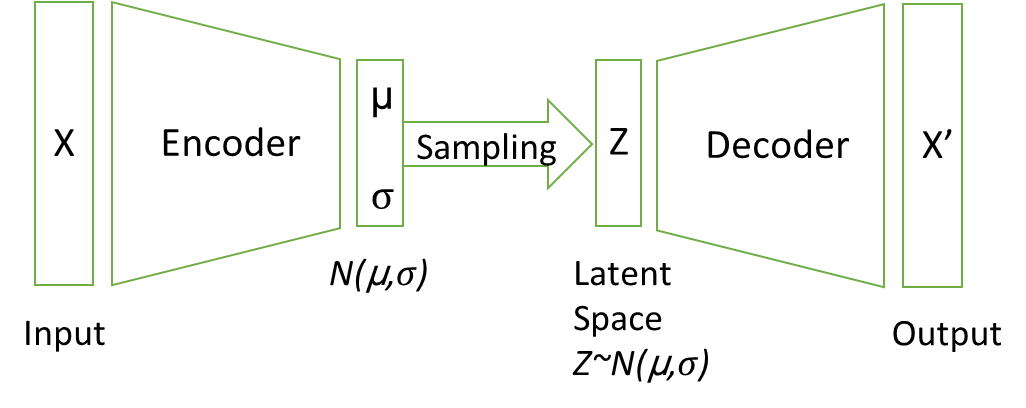 X
Encoder
μ
σ
Sampling
Z
Decoder
X’
N(μ,σ)
Latent
Space
Z~N(μ,σ)
Input
Output